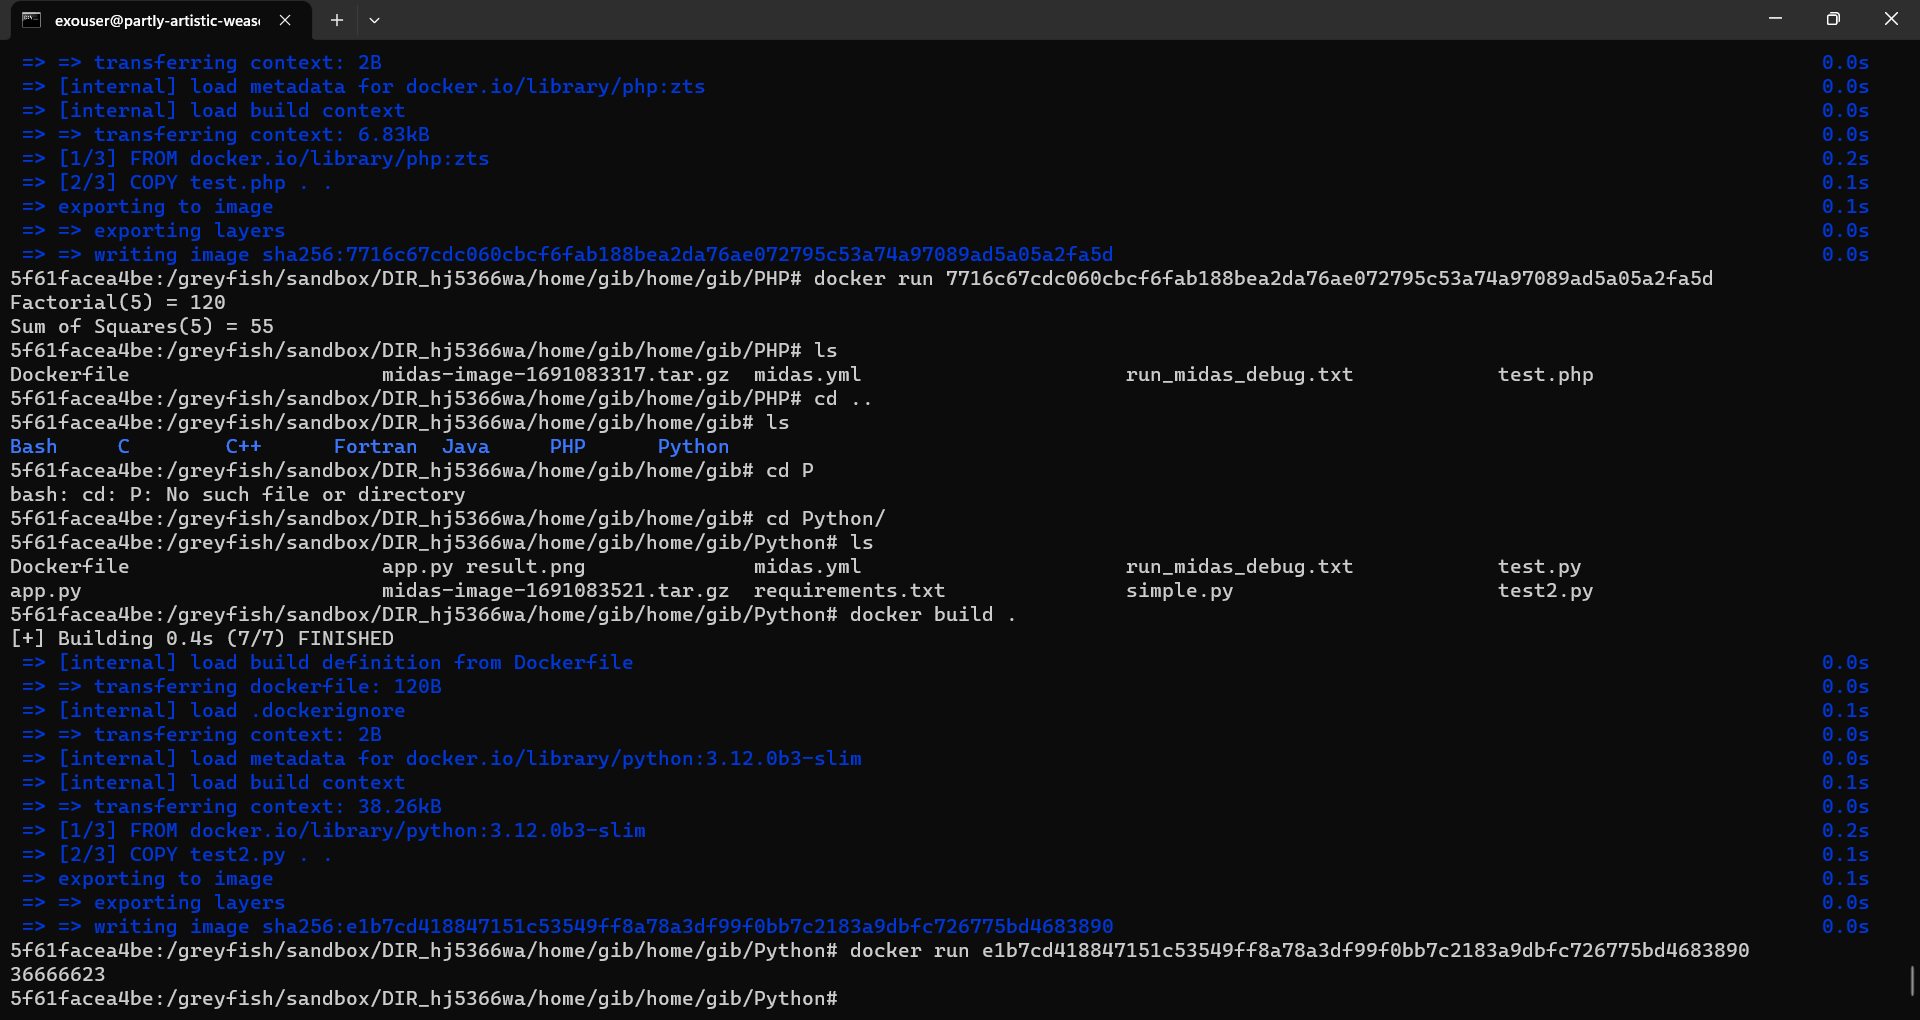 exouser@partly-artistic-wease
=> => transferring context: 2B 0.0s
=> [internal] load metadata for docker.io/library/php:zts 0.0s
=> [internal] load build context 0.0s
=> => transferring context: 6.83kB 0.0s
=> [1/3] FROM docker.io/library/php:zts 0.2s
=> [2/3] COPY test.php . . 0.1s
=> exporting to image 0.1s
=> => exporting layers 0.0s
=> => writing image sha256:7716c67cdc060cbcf6fab188bea2da76ae072795c53a74a97089ad5a05a2fa5d 0.0s
5f61facea4be:/greyfish/sandbox/DIR_hj5366wa/home/gib/home/gib/PHP# docker run 7716c67cdc060cbcf6fab188bea2da76ae072795c53a74a97089ad5a05a2fa5d
Factorial(5) = 120
Sum of Squares(5) = 55
5f61facea4be:/greyfish/sandbox/DIR_hj5366wa/home/gib/home/gib/PHP# ls
Dockerfile midas-image-1691083317.tar.gz midas.yml run_midas_debug.txt test.php
5f61facea4be:/greyfish/sandbox/DIR_hj5366wa/home/gib/home/gib/PHP# cd ..
5f61facea4be:/greyfish/sandbox/DIR_hj5366wa/home/gib/home/gib# ls
Bash C C++ Fortran Java PHP Python
5f61facea4be:/greyfish/sandbox/DIR_hj5366wa/home/gib/home/gib# cd P
bash: cd: P: No such file or directory
5f61facea4be:/greyfish/sandbox/DIR_hj5366wa/home/gib/home/gib# cd Python/
5f61facea4be:/greyfish/sandbox/DIR_hj5366wa/home/gib/home/gib/Python# ls
Dockerfile app.py result.png midas.yml run_midas_debug.txt test.py
app.py midas-image-1691083521.tar.gz requirements.txt simple.py test2.py
5f61facea4be:/greyfish/sandbox/DIR_hj5366wa/home/gib/home/gib/Python# docker build .
[+] Building 0.4s (7/7) FINISHED
=> [internal] load build definition from Dockerfile 0.0s
=> => transferring dockerfile: 120B 0.0s
=> [internal] load .dockerignore 0.1s
=> => transferring context: 2B 0.0s
=> [internal] load metadata for docker.io/library/python:3.12.0b3-slim 0.0s
=> [internal] load build context 0.1s
=> => transferring context: 38.26kB 0.0s
=> [1/3] FROM docker.io/library/python:3.12.0b3-slim 0.2s
=> [2/3] COPY test2.py . . 0.1s
=> exporting to image 0.1s
=> => exporting layers 0.0s
=> => writing image sha256:e1b7cd418847151c53549ff8a78a3df99f0bb7c2183a9dbfc726775bd4683890 0.0s
5f61facea4be:/greyfish/sandbox/DIR_hj5366wa/home/gib/home/gib/Python# docker run e1b7cd418847151c53549ff8a78a3df99f0bb7c2183a9dbfc726775bd4683890
36666623
5f61facea4be:/greyfish/sandbox/DIR_hj5366wa/home/gib/home/gib/Python#